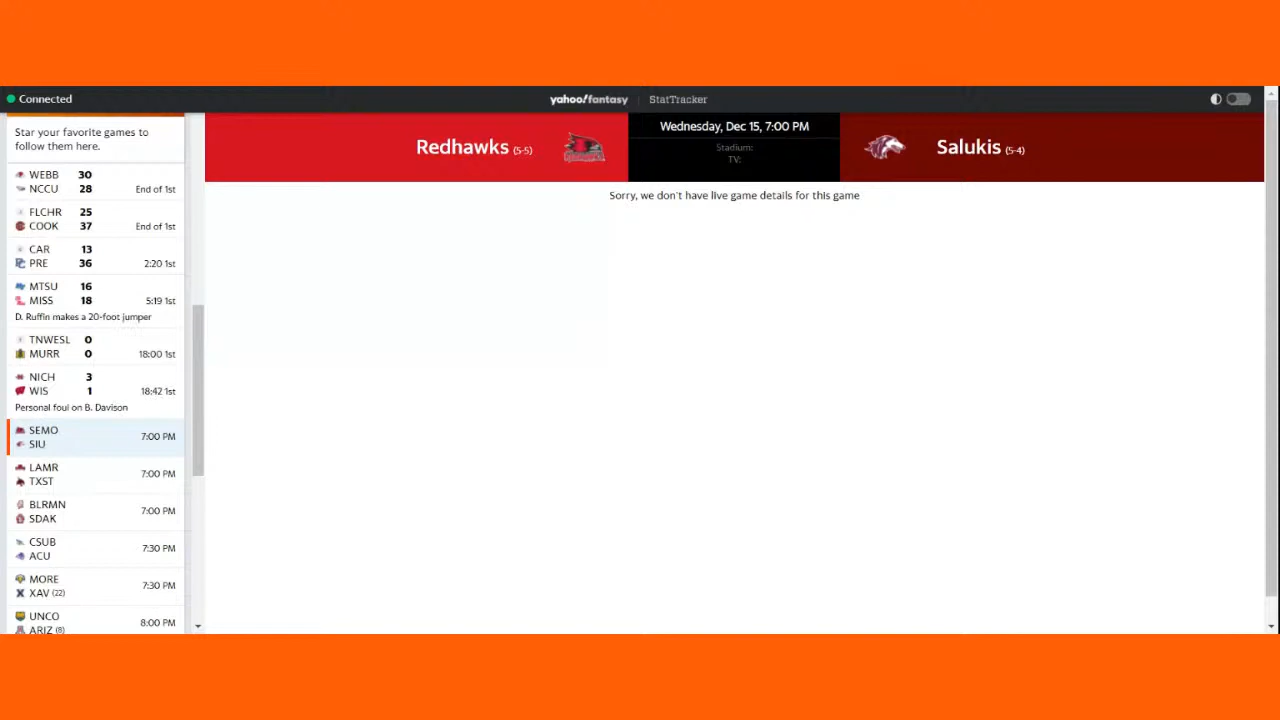 Connected
yahoo!fantasy StatTracker
Star your favorite games to
follow them here.
WEBB 30
NCCU 28 End of 1st
FLCHR 25
COOK 37 End of 1st
CAR 13
PRE 36 2:20 1st
MTSU 16
MISS 18 5:19 1st
D. Ruffin makes a 20-foot jumper
TNWESL 0
MURR 0 18:00 1st
NICH 3
WIS 1 18:42 1st
Personal foul on B. Davison
SEMO
SIU 7:00 PM
LAMR
TXST 7:00 PM
BLRMN
SDAK 7:00 PM
CSUB
ACU 7:30 PM
MORE
XAV (22) 7:30 PM
UNCO
ARIZ (8) 8:00 PM
Redhawks (5-5)
Wednesday, Dec 15, 7:00 PM
Stadium:
TV:
Salukis (5-4)
Sorry, we don't have live game details for this game